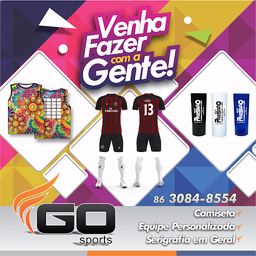 Venha
Fazer
com a
Gente!
13
86 3084-8554
GO
sports
Camiseta
Equipe Personalizada
Serigrafia em Geral